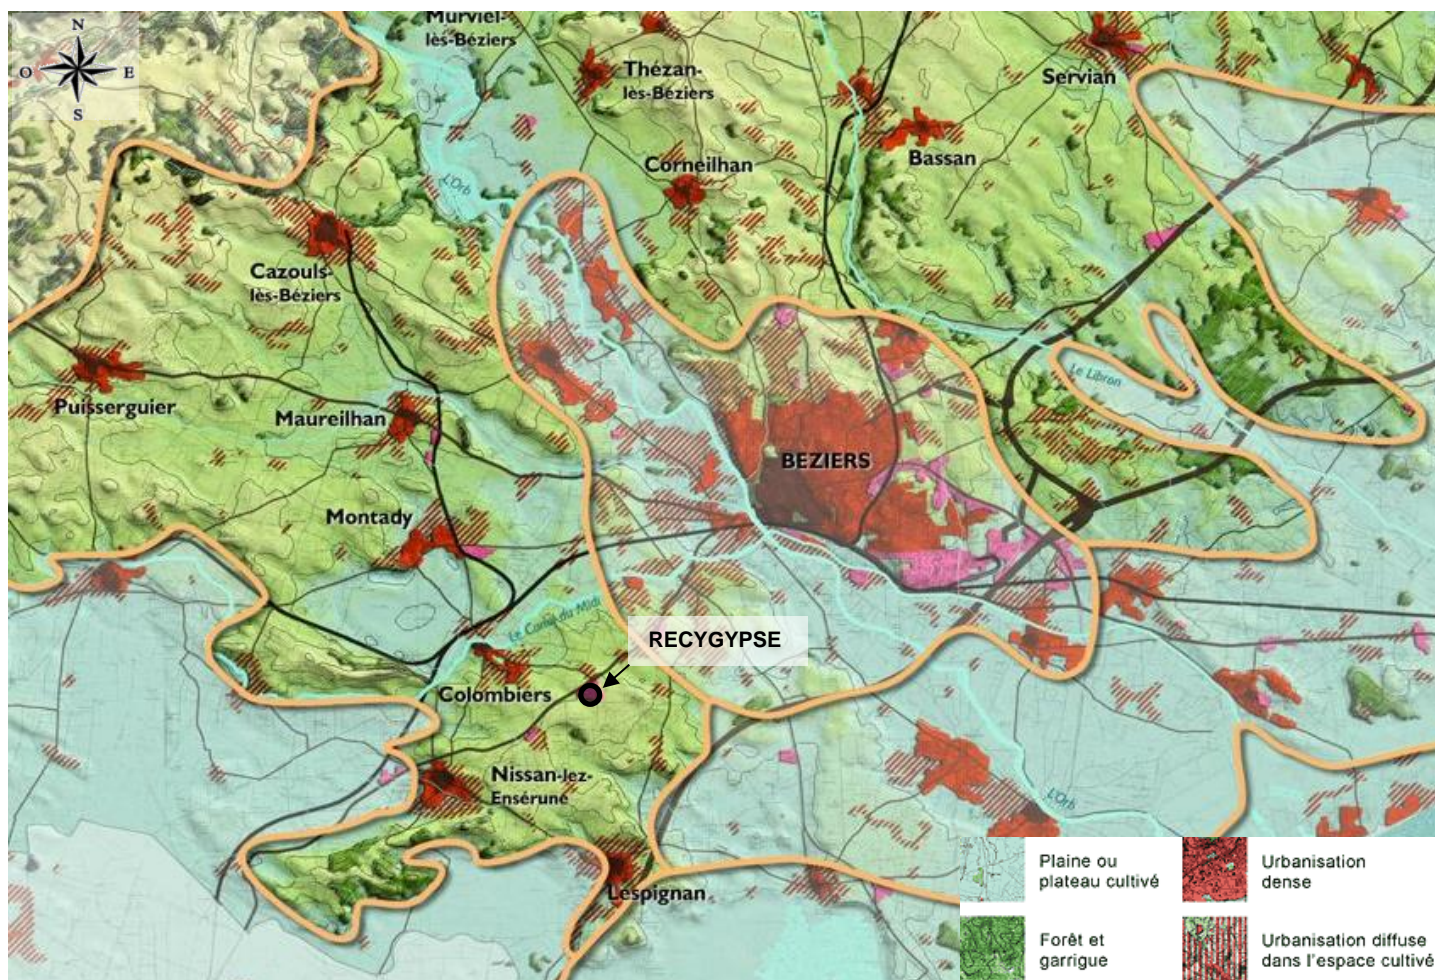 N
O
E
S
Murviel-
lès-Béziers
Thézan-
lès-Béziers
Servian
Bassan
Corneilhan
L'Orb
Cazouls-
lès-Béziers
Le Libron
Puisserguier
Maureilhan
BEZIERS
Montady
Le Canal du Midi
RECYGYPSE
Colombiers
Nissan-lez-
Ensérune
L'Orb
Lespignan
Plaine ou
plateau cultivé
Urbanisation
dense
Forêt et
garrigue
Urbanisation diffuse
dans l'espace cultivé